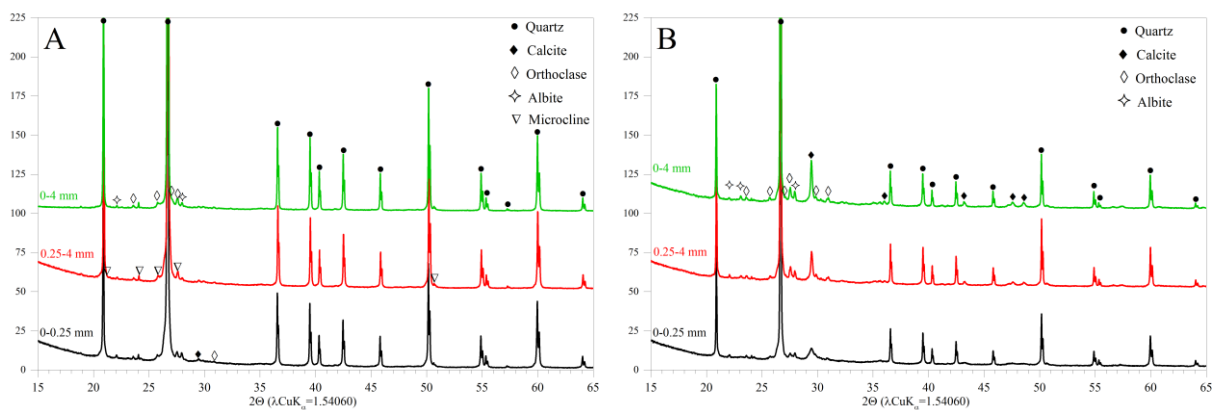 A
225
200
175
150
125
100
75
50
25
0
Quartz
Calcite
Orthoclase
Albite
Microcline
0-4 mm
0.25-4 mm
0-0.25 mm
15 20 25 30 35 40 45 50 55 60 65
2Θ (λCuKα=1.54060)
B
225
200
175
150
125
100
75
50
25
0
Quartz
Calcite
Orthoclase
Albite
0-4 mm
0.25-4 mm
0-0.25 mm
15 20 25 30 35 40 45 50 55 60 65
2Θ (λCuKα=1.54060)